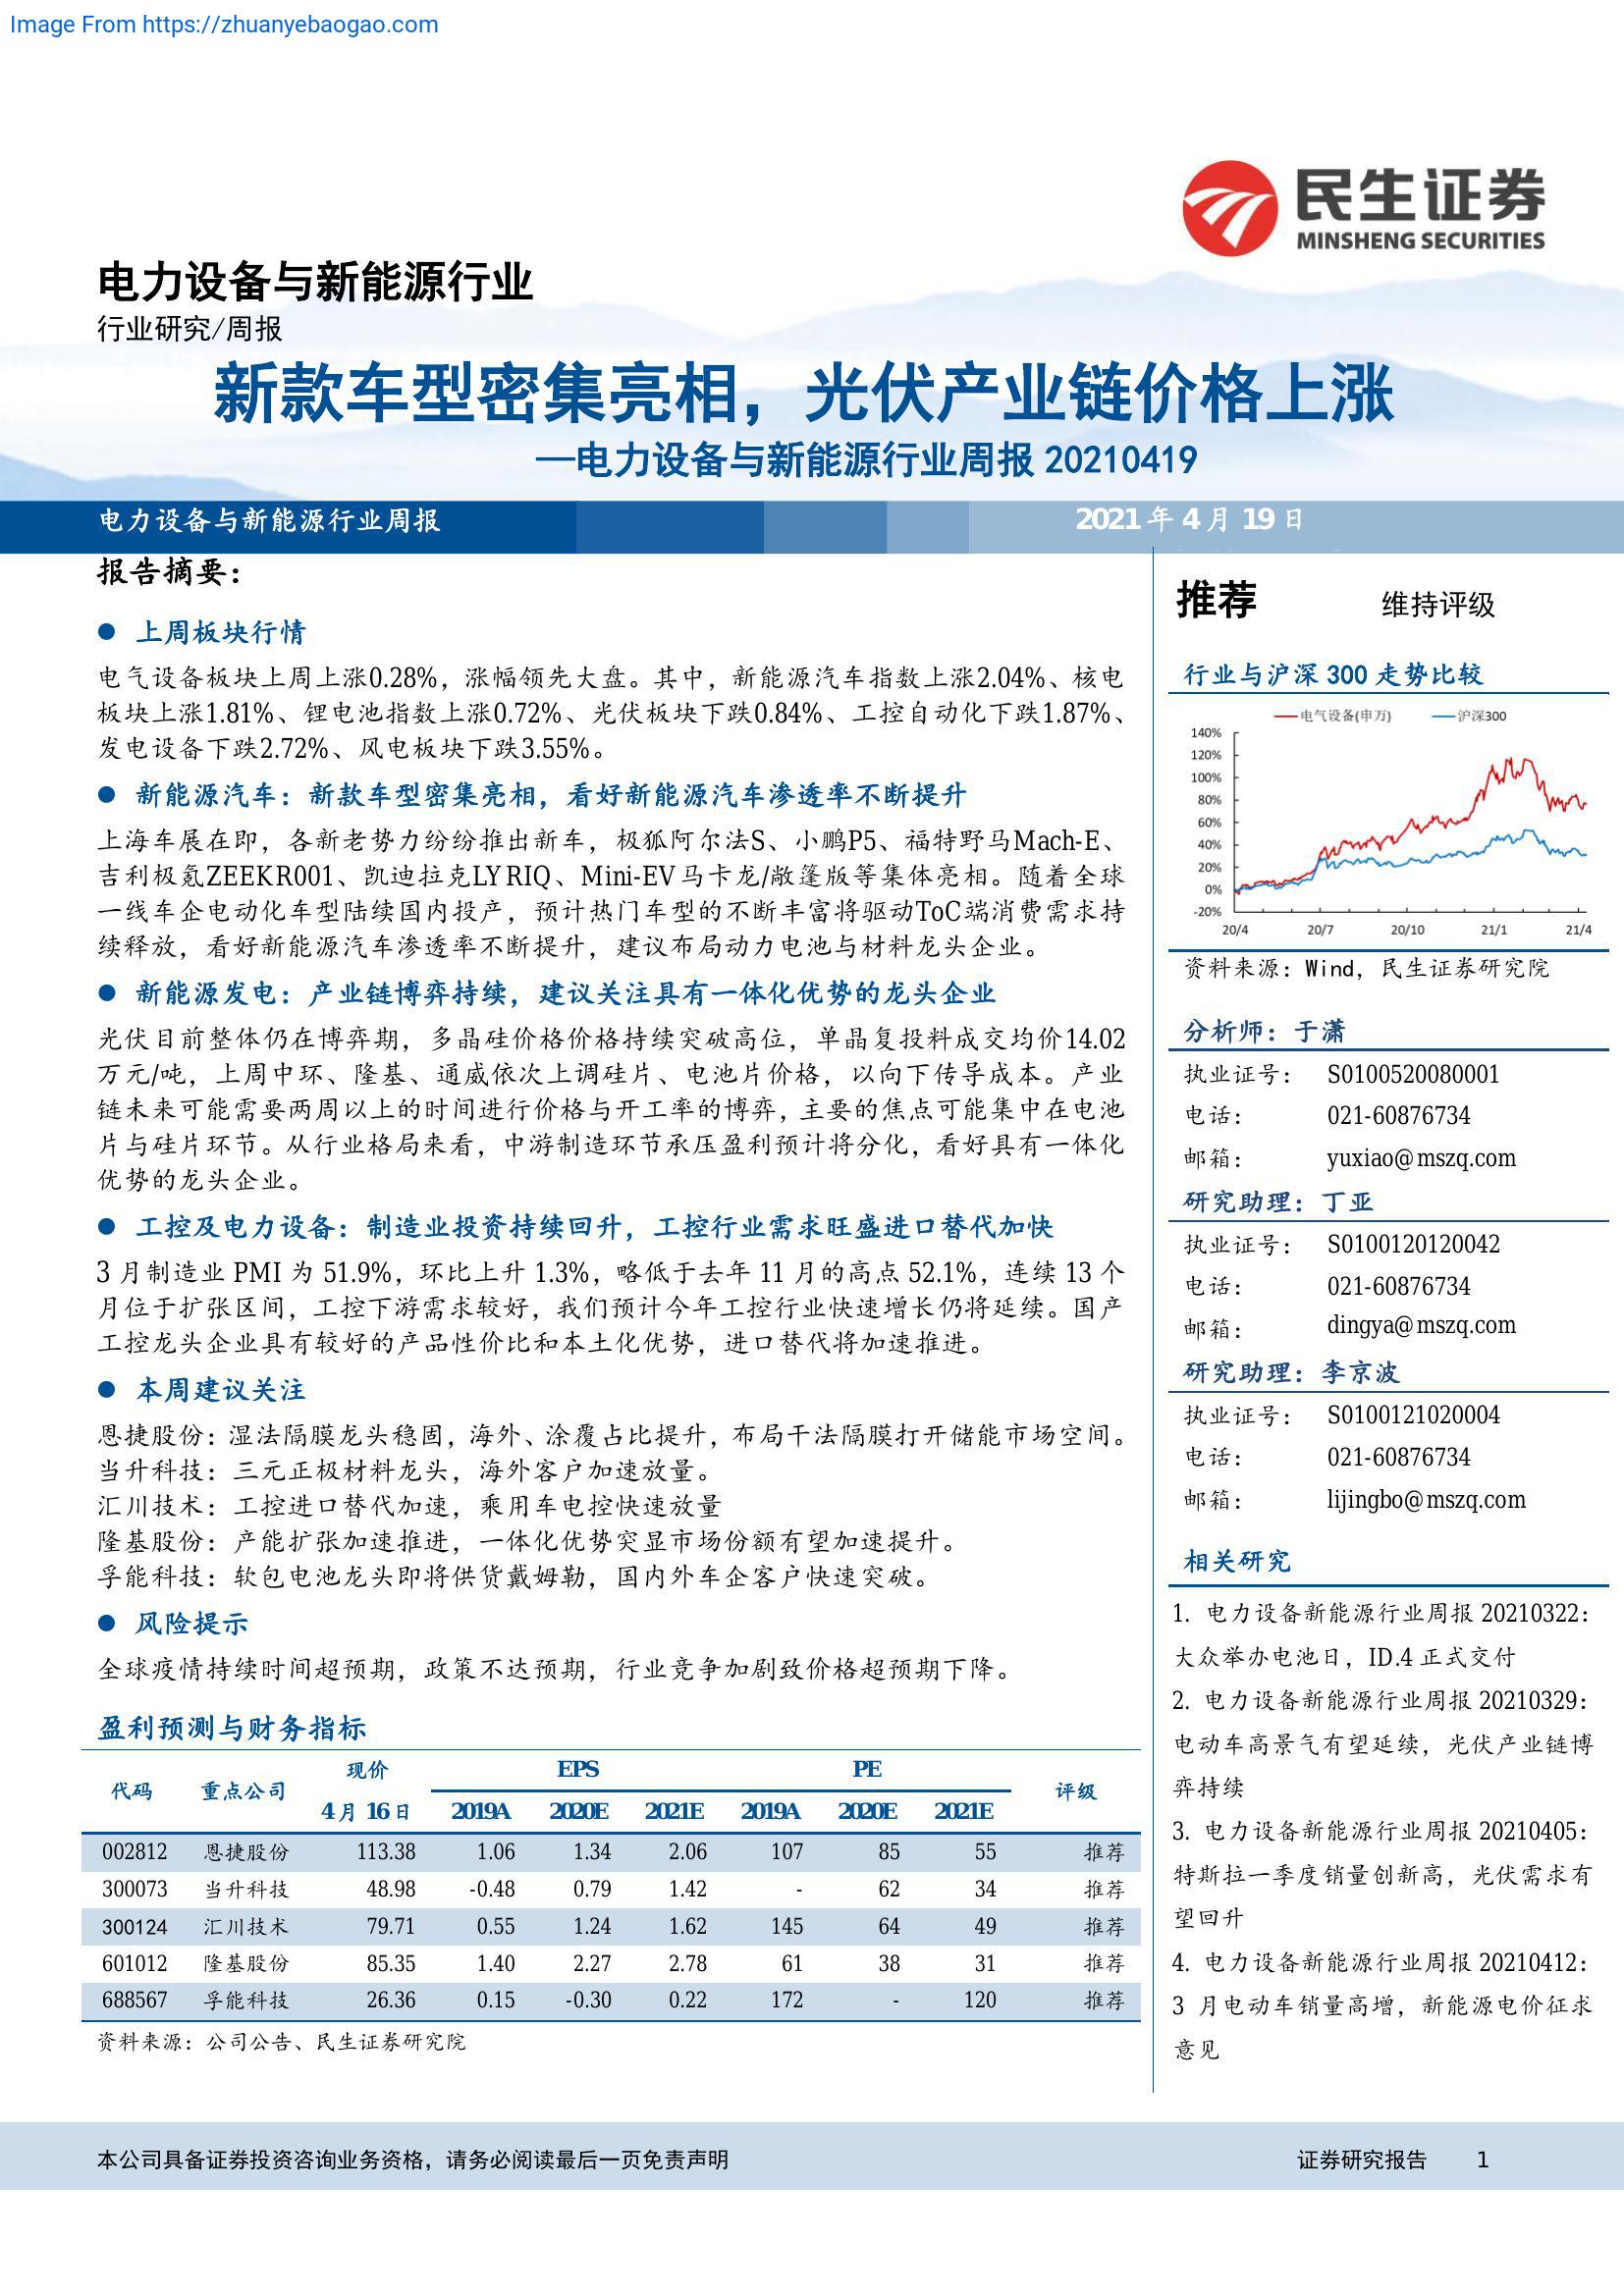 Image From https://zhuanyebaogao.com
民生证券
MINSHENG SECURITIES
电力设备与新能源行业
行业研究/周报
新款车型密集亮相，光伏产业链价格上涨
—电力设备与新能源行业周报 20210419
电力设备与新能源行业周报
2021 年 4 月 19 日
报告摘要：
● 上周板块行情
电气设备板块上周上涨0.28%，涨幅领先大盘。其中，新能源汽车指数上涨2.04%、核电
板块上涨1.81%、锂电池指数上涨0.72%、光伏板块下跌0.84%、工控自动化下跌1.87%、
发电设备下跌2.72%、风电板块下跌3.55%。
● 新能源汽车：新款车型密集亮相，看好新能源汽车渗透率不断提升
上海车展在即，各新老势力纷纷推出新车，极狐阿尔法S、小鹏P5、福特野马Mach-E、
吉利极氪ZEEKR001、凯迪拉克LYRIQ、Mini-EV马卡龙/敞篷版等集体亮相。随着全球
一线车企电动化车型陆续国内投产，预计热门车型的不断丰富将驱动ToC端消费需求持
续释放，看好新能源汽车渗透率不断提升，建议布局动力电池与材料龙头企业。
● 新能源发电：产业链博弈持续，建议关注具有一体化优势的龙头企业
光伏目前整体仍在博弈期，多晶硅价格价格持续突破高位，单晶复投料成交均价14.02
万元/吨，上周中环、隆基、通威依次上调硅片、电池片价格，以向下传导成本。产业
链未来可能需要两周以上的时间进行价格与开工率的博弈，主要的焦点可能集中在电池
片与硅片环节。从行业格局来看，中游制造环节承压盈利预计将分化，看好具有一体化
优势的龙头企业。
● 工控及电力设备：制造业投资持续回升，工控行业需求旺盛进口替代加快
3 月制造业 PMI 为 51.9%，环比上升 1.3%，略低于去年 11 月的高点 52.1%，连续 13 个
月位于扩张区间，工控下游需求较好，我们预计今年工控行业快速增长仍将延续。国产
工控龙头企业具有较好的产品性价比和本土化优势，进口替代将加速推进。
● 本周建议关注
恩捷股份：湿法隔膜龙头稳固，海外、涂覆占比提升，布局干法隔膜打开储能市场空间。
当升科技：三元正极材料龙头，海外客户加速放量。
汇川技术：工控进口替代加速，乘用车电控快速放量
隆基股份：产能扩张加速推进，一体化优势突显市场份额有望加速提升。
孚能科技：软包电池龙头即将供货戴姆勒，国内外车企客户快速突破。
● 风险提示
全球疫情持续时间超预期，政策不达预期，行业竞争加剧致价格超预期下降。
盈利预测与财务指标
代码 重点公司 现价 EPS PE 评级
4 月 16 日 2019A 2020E 2021E 2019A 2020E 2021E
002812 恩捷股份 113.38 1.06 1.34 2.06 107 85 55 推荐
300073 当升科技 48.98 -0.48 0.79 1.42 - 62 34 推荐
300124 汇川技术 79.71 0.55 1.24 1.62 145 64 49 推荐
601012 隆基股份 85.35 1.40 2.27 2.78 61 38 31 推荐
688567 孚能科技 26.36 0.15 -0.30 0.22 172 - 120 推荐
资料来源：公司公告、民生证券研究院
推荐 维持评级
行业与沪深 300 走势比较
电气设备(申万) 沪深300
140%
120%
100%
80%
60%
40%
20%
0%
-20%
20/4 20/7 20/10 21/1 21/4
资料来源：Wind，民生证券研究院
分析师：于潇
执业证号： S0100520080001
电话： 021-60876734
邮箱： yuxiao@mszq.com
研究助理：丁亚
执业证号： S0100120120042
电话： 021-60876734
邮箱： dingya@mszq.com
研究助理：李京波
执业证号： S0100121020004
电话： 021-60876734
邮箱： lijingbo@mszq.com
相关研究
1. 电力设备新能源行业周报 20210322：
大众举办电池日，ID.4 正式交付
2. 电力设备新能源行业周报 20210329：
电动车高景气有望延续，光伏产业链博
弈持续
3. 电力设备新能源行业周报 20210405：
特斯拉一季度销量创新高，光伏需求有
望回升
4. 电力设备新能源行业周报 20210412：
3 月电动车销量高增，新能源电价征求
意见
本公司具备证券投资咨询业务资格，请务必阅读最后一页免责声明
证券研究报告 1